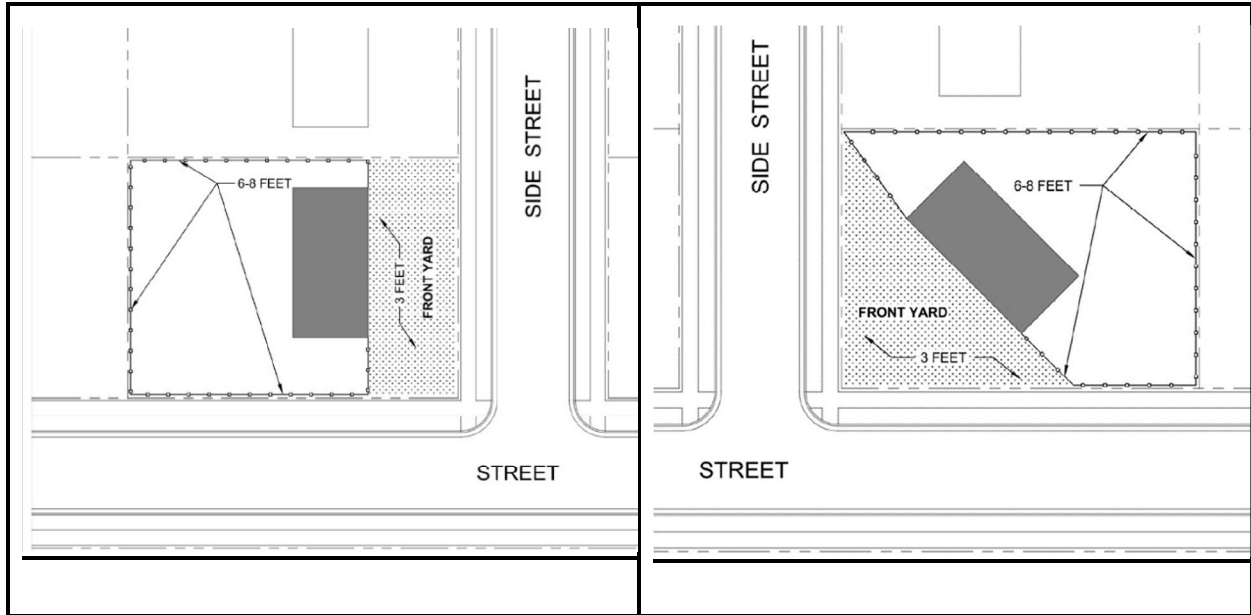 SIDE STREET
6-8 FEET
3 FEET
FRONT YARD
STREET
SIDE STREET
6-8 FEET
FRONT YARD
3 FEET
STREET